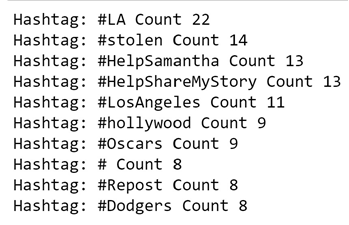 Hashtag: #LA Count 22
Hashtag: #stolen Count 14
Hashtag: #HelpSamantha Count 13
Hashtag: #HelpShareMyStory Count 13
Hashtag: #LosAngeles Count 11
Hashtag: #hollywood Count 9
Hashtag: #Oscars Count 9
Hashtag: # Count 8
Hashtag: #Repost Count 8
Hashtag: #Dodgers Count 8